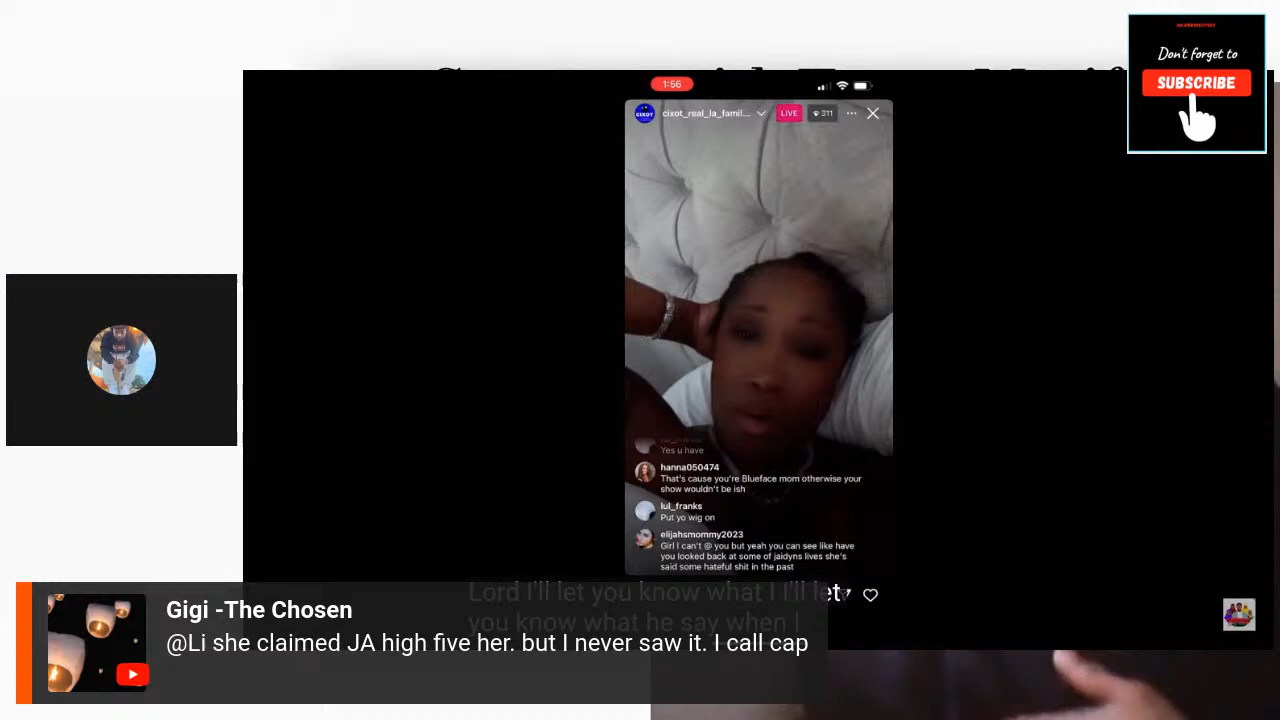 Don't forget to
SUBSCRIBE
1:56
CIXOT
cixot_real_la_famil...
LIVE
311
Yes u have
hanna050474
That's cause you're Blueface mom otherwise your
show wouldn't be ish
lul_franks
Put yo wig on
elijahsmommy2023
Girl I can't @ you but yeah you can see like have
you looked back at some of jaidyns lives she's
said some hateful shit in the past
Lord I'll let you know what I I'll let
you know what he say when I
Gigi -The Chosen
@Li she claimed JA high five her. but I never saw it. I call cap